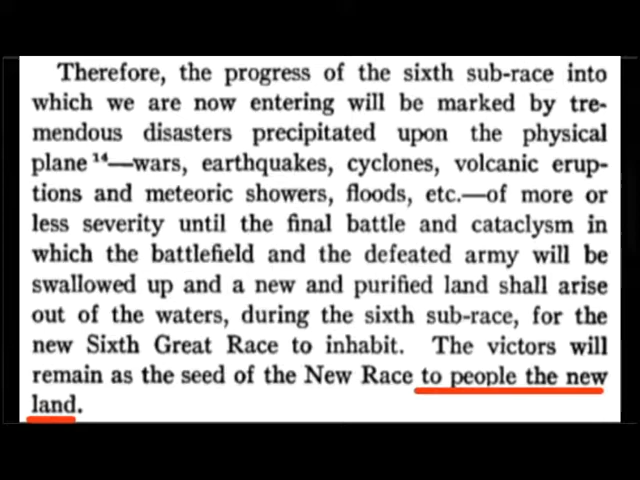 Therefore, the progress of the sixth sub-race into
which we are now entering will be marked by tre-
mendous disasters precipitated upon the physical
plane ¹⁴—wars, earthquakes, cyclones, volcanic erup-
tions and meteoric showers, floods, etc.—of more or
less severity until the final battle and cataclysm in
which the battlefield and the defeated army will be
swallowed up and a new and purified land shall arise
out of the waters, during the sixth sub-race, for the
new Sixth Great Race to inhabit. The victors will
remain as the seed of the New Race to people the new
land.